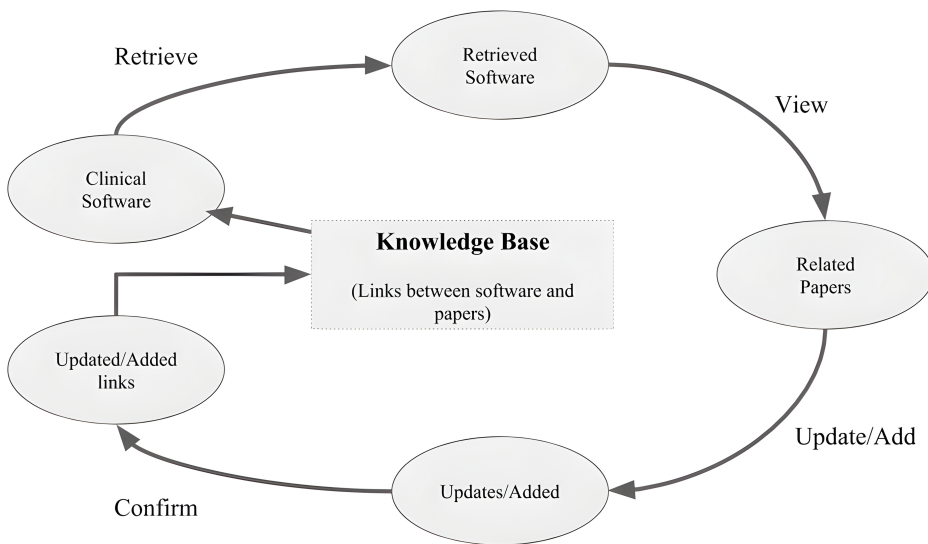 Retrieve
Retrieved
Software
View
Clinical
Software
Knowledge Base
(Links between software and
papers)
Related
Papers
Updated/Added
links
Update/Add
Updates/Added
Confirm